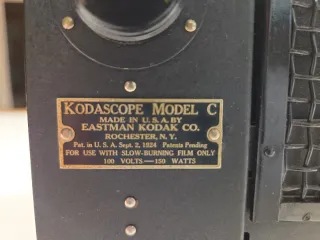 KODASCOPE MODEL C
MADE IN U.S.A. BY
EASTMAN KODAK CO.
ROCHESTER, N.Y.
Pat. in U.S.A. Sept. 2, 1924 Patents Pending
FOR USE WITH SLOW-BURNING FILM ONLY
100 VOLTS—150 WATTS